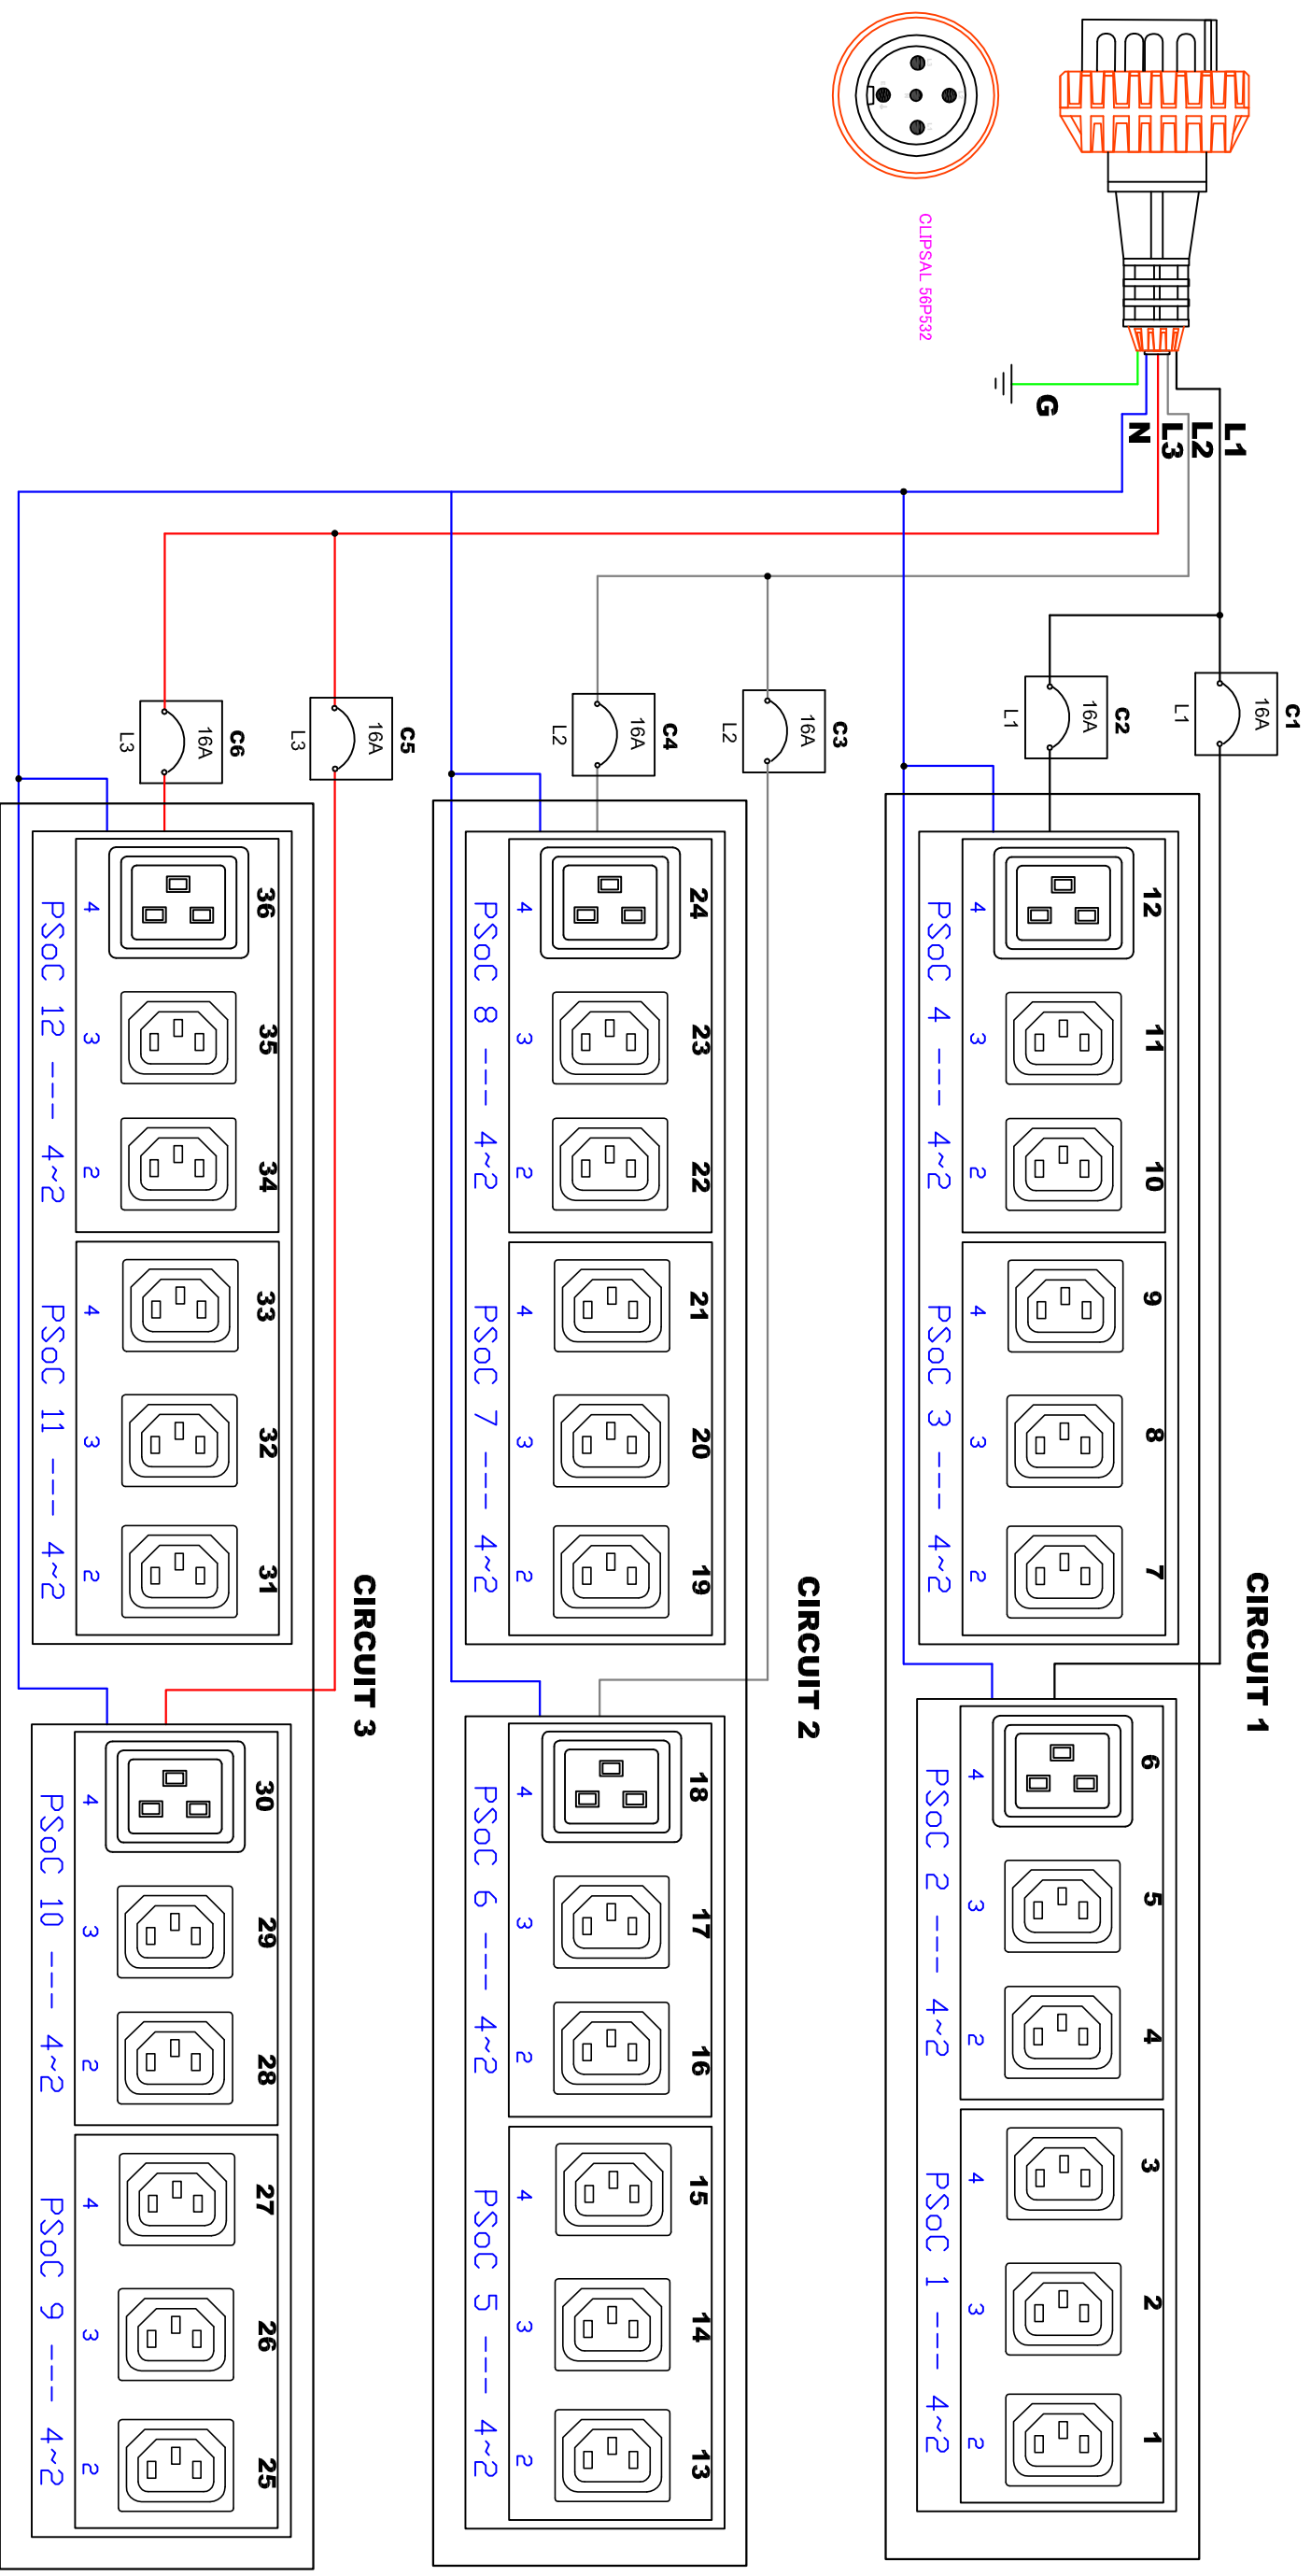 CLIPSAL 56P532
G
N
L3
L2
L1
C1
16A
L1
C2
16A
L1
C3
16A
L2
C4
16A
L2
C5
16A
L3
C6
16A
L3
CIRCUIT 1
12 11 10 9 8 7
4 3 2 4 3 2
PSoC 4 --- 4~2 PSoC 3 --- 4~2
6 5 4 3 2 1
4 3 2 4 3 2
PSoC 2 --- 4~2 PSoC 1 --- 4~2
CIRCUIT 2
24 23 22 21 20 19
4 3 2 4 3 2
PSoC 8 --- 4~2 PSoC 7 --- 4~2
18 17 16 15 14 13
4 3 2 4 3 2
PSoC 6 --- 4~2 PSoC 5 --- 4~2
CIRCUIT 3
36 35 34 33 32 31
4 3 2 4 3 2
PSoC 12 --- 4~2 PSoC 11 --- 4~2
30 29 28 27 26 25
4 3 2 4 3 2
PSoC 10 --- 4~2 PSoC 9 --- 4~2